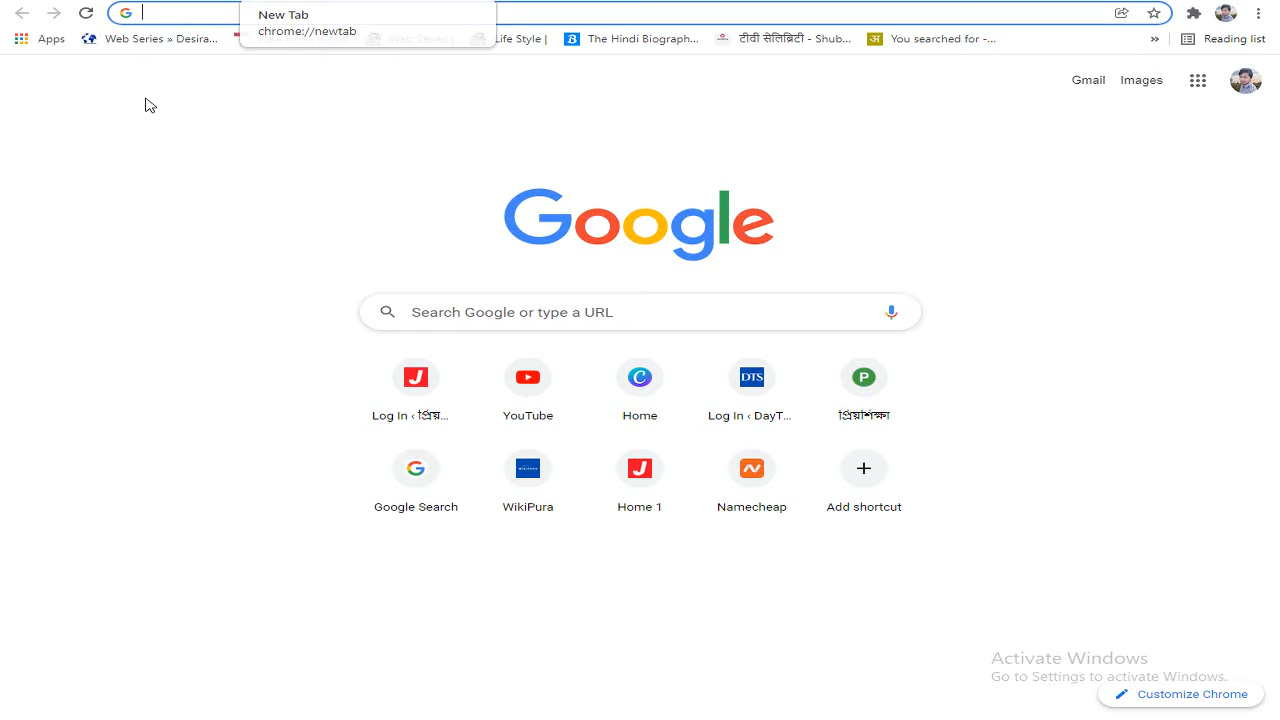 New Tab
chrome://newtab
Apps
Web Series » Desira...
Web Series |
Life Style |
The Hindi Biograph...
टीवी सेलिब्रिटी - Shub...
You searched for -...
»
Reading list
Gmail
Images
Google
Search Google or type a URL
Log In ‹ প্রিয়...
YouTube
Home
DTS
Log In ‹ DayT...
P
প্রিয়শিক্ষা
Google Search
WikiPura
Home 1
Namecheap
Add shortcut
Activate Windows
Go to Settings to activate Windows.
Customize Chrome